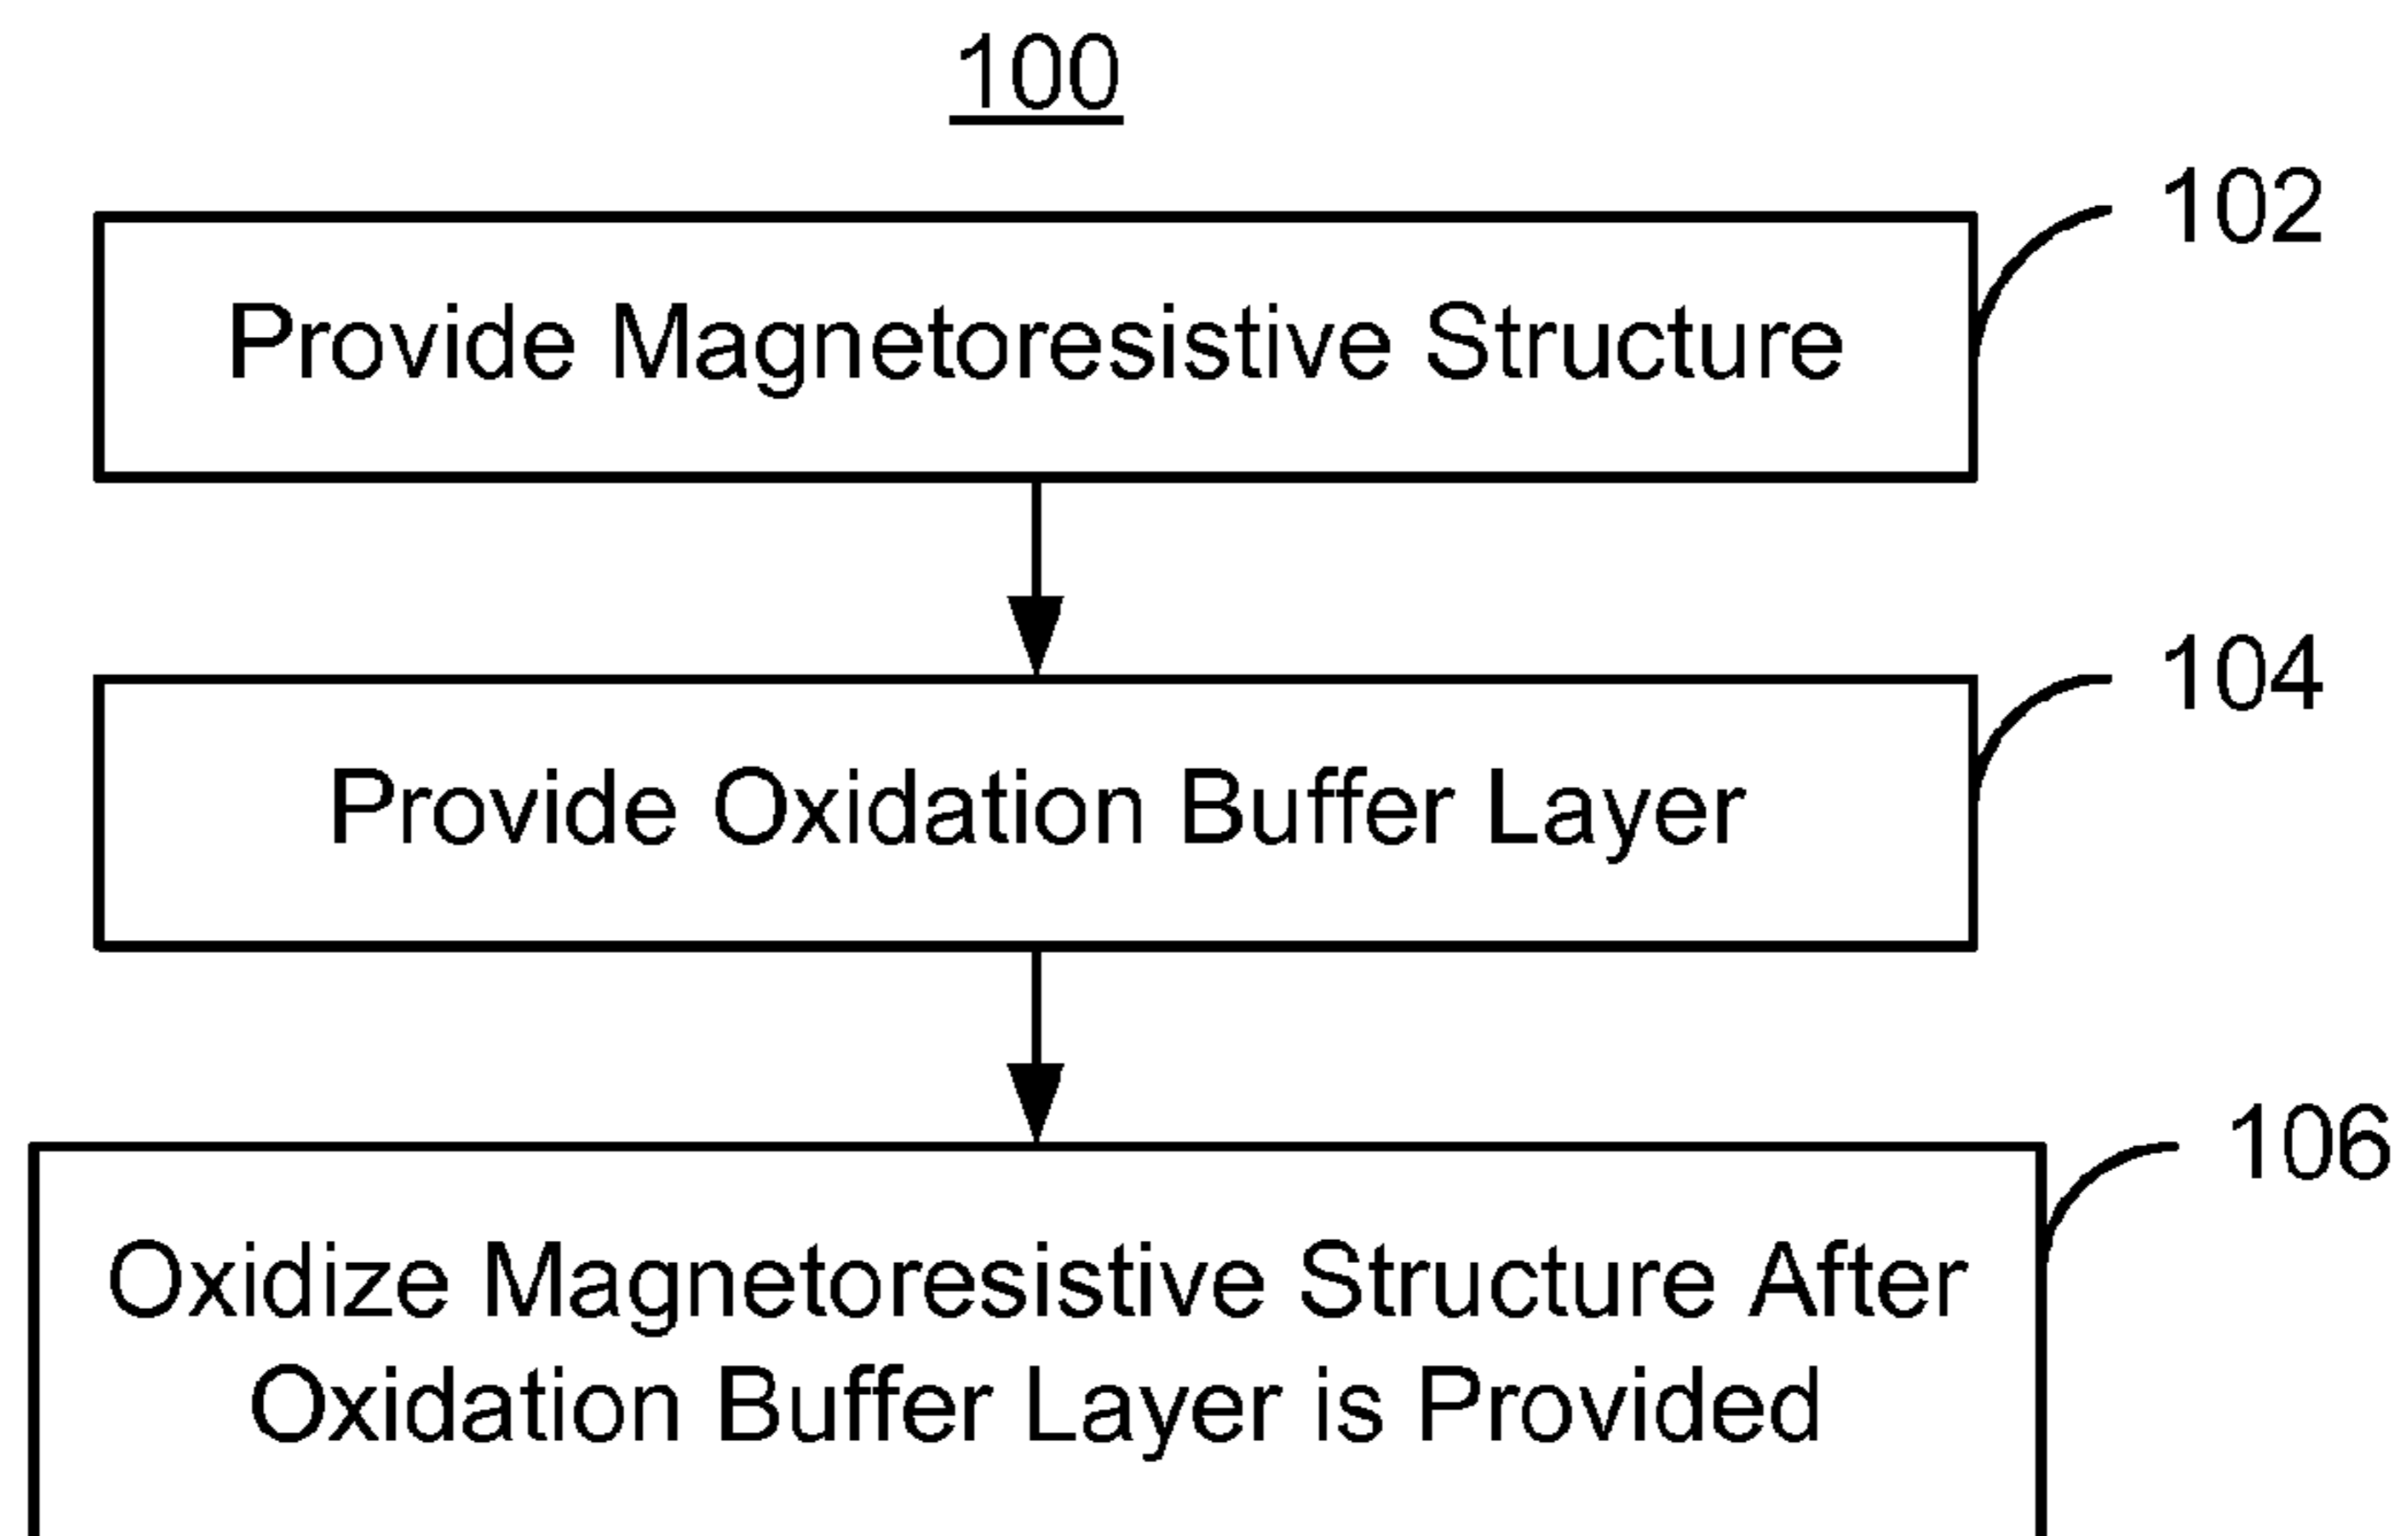 100
102
Provide Magnetoresistive Structure
104
Provide Oxidation Buffer Layer
106
Oxidize Magnetoresistive Structure After
Oxidation Buffer Layer is Provided